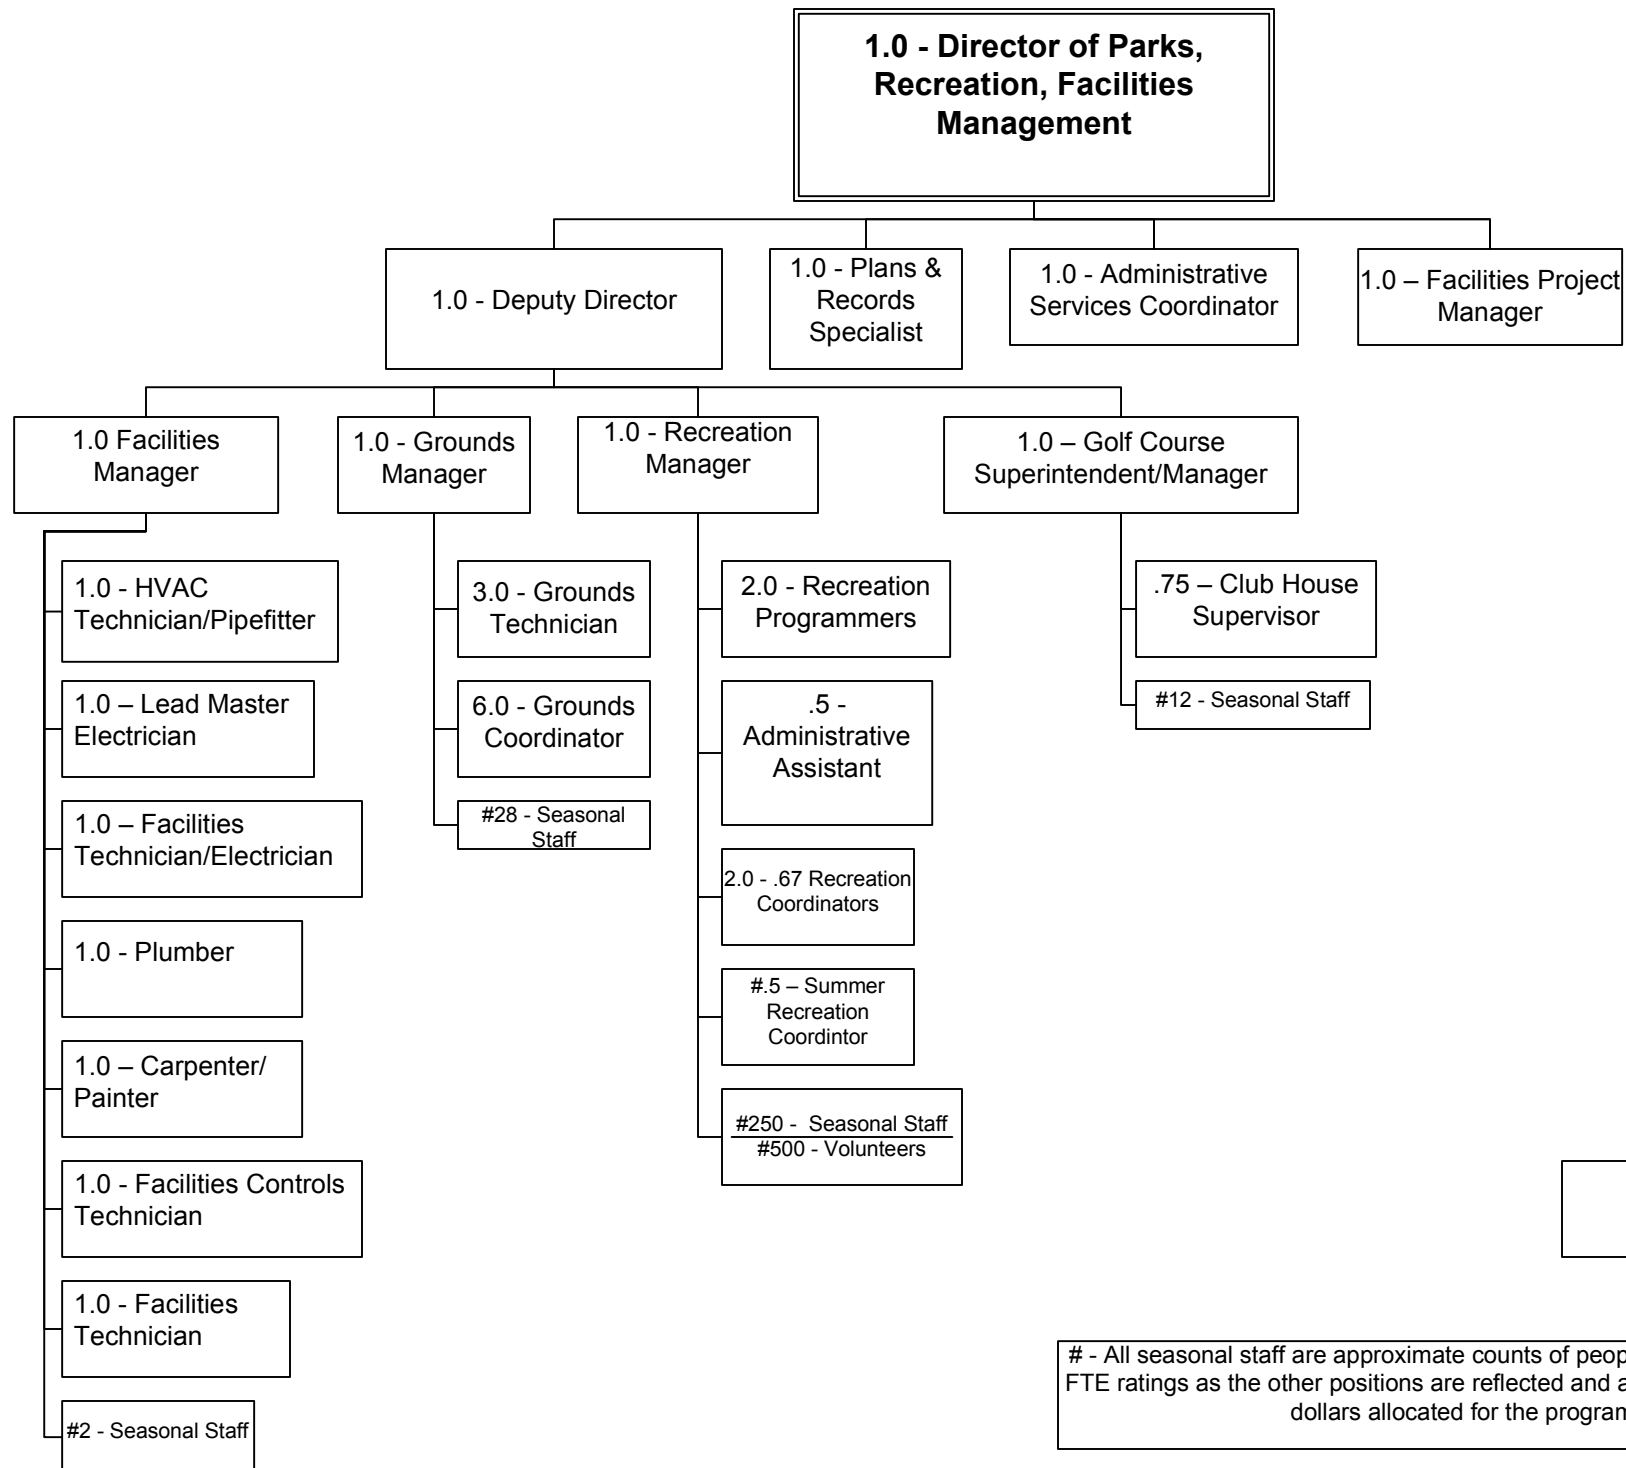 1.0 - Director of Parks,
Recreation, Facilities
Management
1.0 - Deputy Director
1.0 - Plans &
Records
Specialist
1.0 - Administrative
Services Coordinator
1.0 – Facilities Project
Manager
1.0 Facilities
Manager
1.0 - Grounds
Manager
1.0 - Recreation
Manager
1.0 – Golf Course
Superintendent/Manager
1.0 - HVAC
Technician/Pipefitter
1.0 – Lead Master
Electrician
1.0 – Facilities
Technician/Electrician
1.0 - Plumber
1.0 – Carpenter/
Painter
1.0 - Facilities Controls
Technician
1.0 - Facilities
Technician
#2 - Seasonal Staff
3.0 - Grounds
Technician
6.0 - Grounds
Coordinator
#28 - Seasonal
Staff
2.0 - Recreation
Programmers
.5 -
Administrative
Assistant
2.0 - .67 Recreation
Coordinators
#.5 – Summer
Recreation
Coordintor
#250 -  Seasonal Staff
#500 - Volunteers
.75 – Club House
Supervisor
#12 - Seasonal Staff
# - All seasonal staff are approximate counts of
FTE ratings as the other positions are reflected and
dollars allocated for the